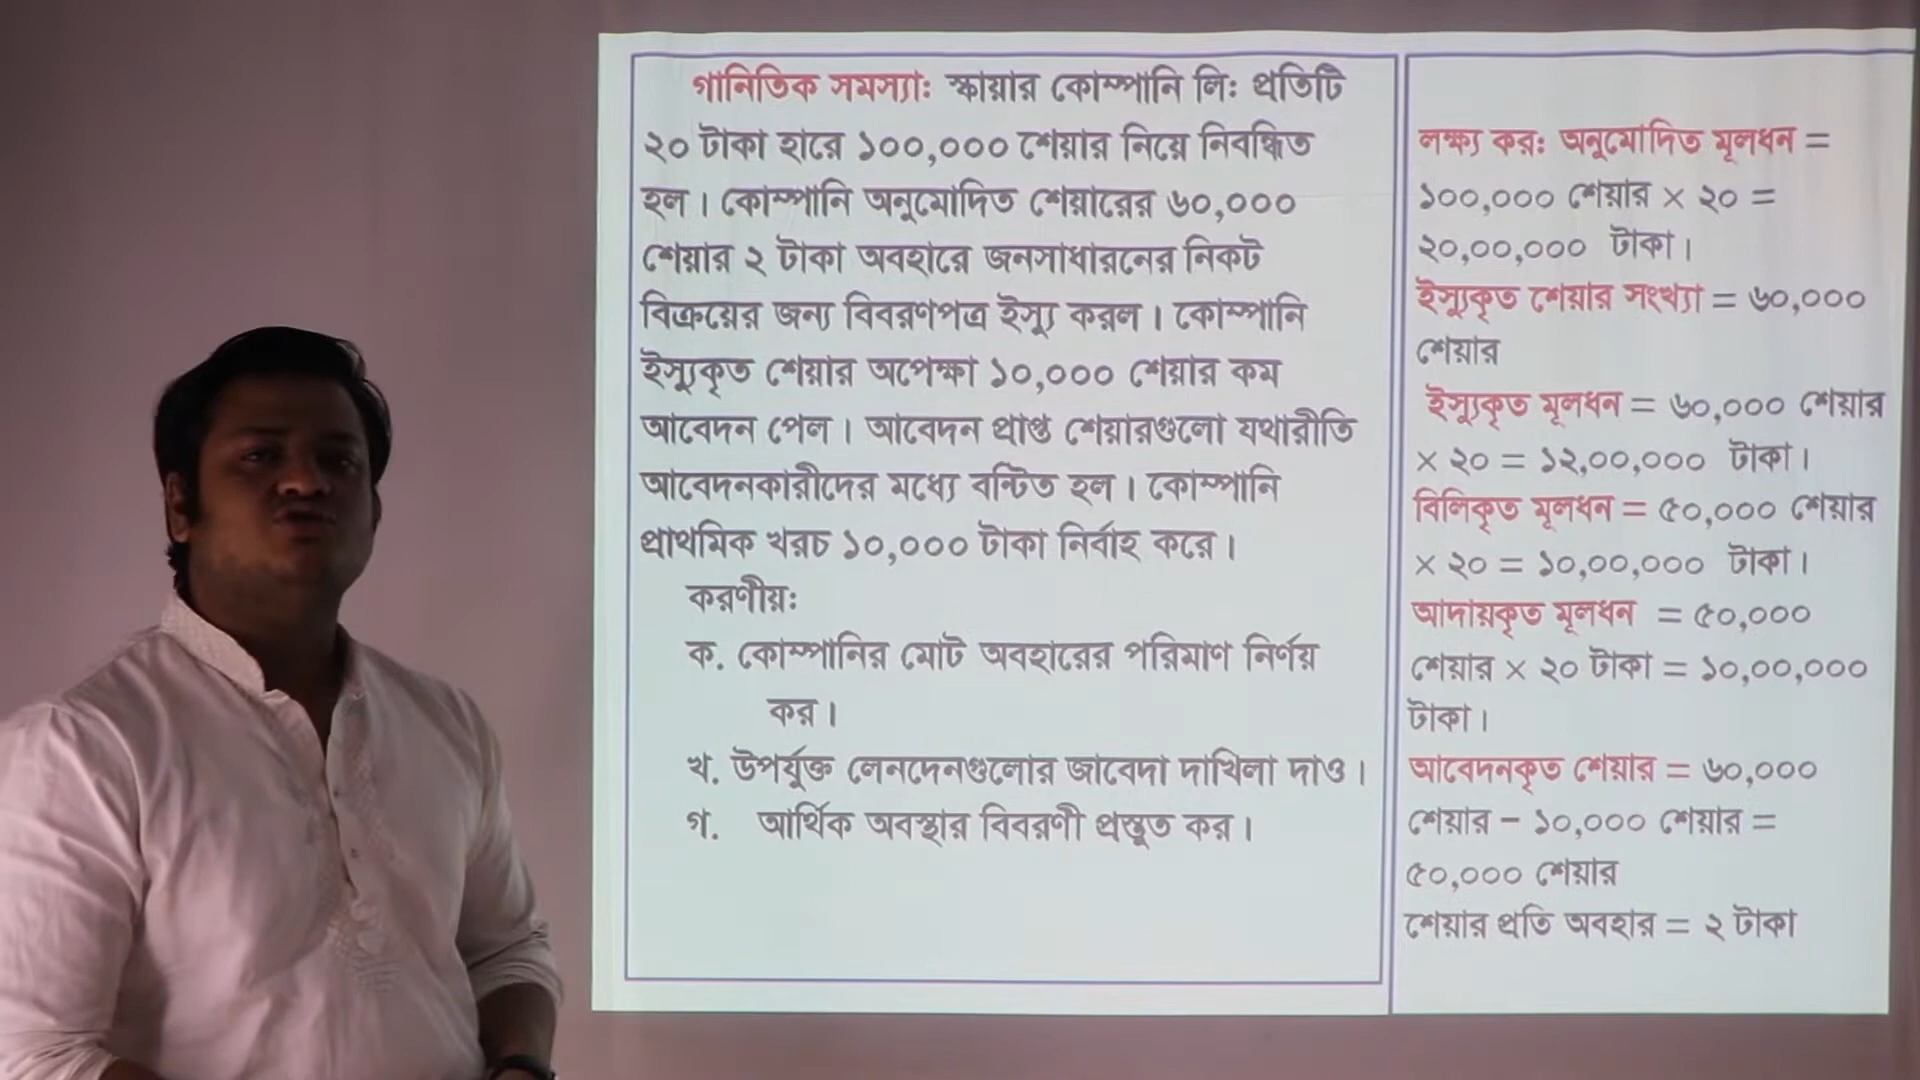 গানিতিক সমস্যা: স্কায়ার কোম্পানি লি: প্রতিটি
২০ টাকা হারে ১০০,০০০ শেয়ার নিয়ে নিবন্ধিত
হল। কোম্পানি অনুমোদিত শেয়ারের ৬০,০০০
শেয়ার ২ টাকা অবহারে জনসাধারনের নিকট
বিক্রয়ের জন্য বিবরণপত্র ইস্যু করল। কোম্পানি
ইস্যুকৃত শেয়ার অপেক্ষা ১০,০০০ শেয়ার কম
আবেদন পেল। আবেদন প্রাপ্ত শেয়ারগুলো যথারীতি
আবেদনকারীদের মধ্যে বন্টিত হল। কোম্পানি
প্রাথমিক খরচ ১০,০০০ টাকা নির্বাহ করে।
করণীয়:
ক. কোম্পানির মোট অবহারের পরিমাণ নির্ণয়
কর।
খ. উপর্যুক্ত লেনদেনগুলোর জাবেদা দাখিলা দাও।
গ. আর্থিক অবস্থার বিবরণী প্রস্তুত কর।
লক্ষ্য কর: অনুমোদিত মূলধন =
১০০,০০০ শেয়ার × ২০ =
২০,০০,০০০ টাকা।
ইস্যুকৃত শেয়ার সংখ্যা = ৬০,০০০
শেয়ার
ইস্যুকৃত মূলধন = ৬০,০০০ শেয়ার
× ২০ = ১২,০০,০০০ টাকা।
বিলিকৃত মূলধন = ৫০,০০০ শেয়ার
× ২০ = ১০,০০,০০০ টাকা।
আদায়কৃত মূলধন = ৫০,০০০
শেয়ার × ২০ টাকা = ১০,০০,০০০
টাকা।
আবেদনকৃত শেয়ার = ৬০,০০০
শেয়ার – ১০,০০০ শেয়ার =
৫০,০০০ শেয়ার
শেয়ার প্রতি অবহার = ২ টাকা